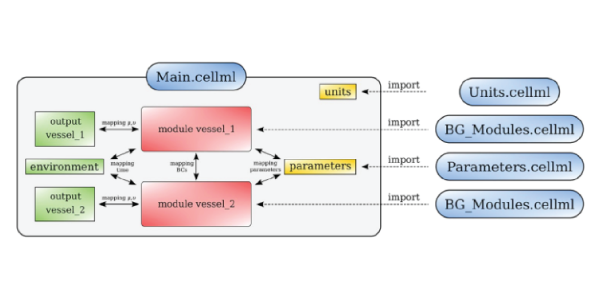 Main.cellml
units
import
Units.cellml
output
vessel_1
mapping p,v
module vessel_1
import
BG_Modules.cellml
environment
mapping
time
mapping
BCs
mapping
parameters
parameters
import
Parameters.cellml
output
vessel_2
mapping p,v
module vessel_2
import
BG_Modules.cellml